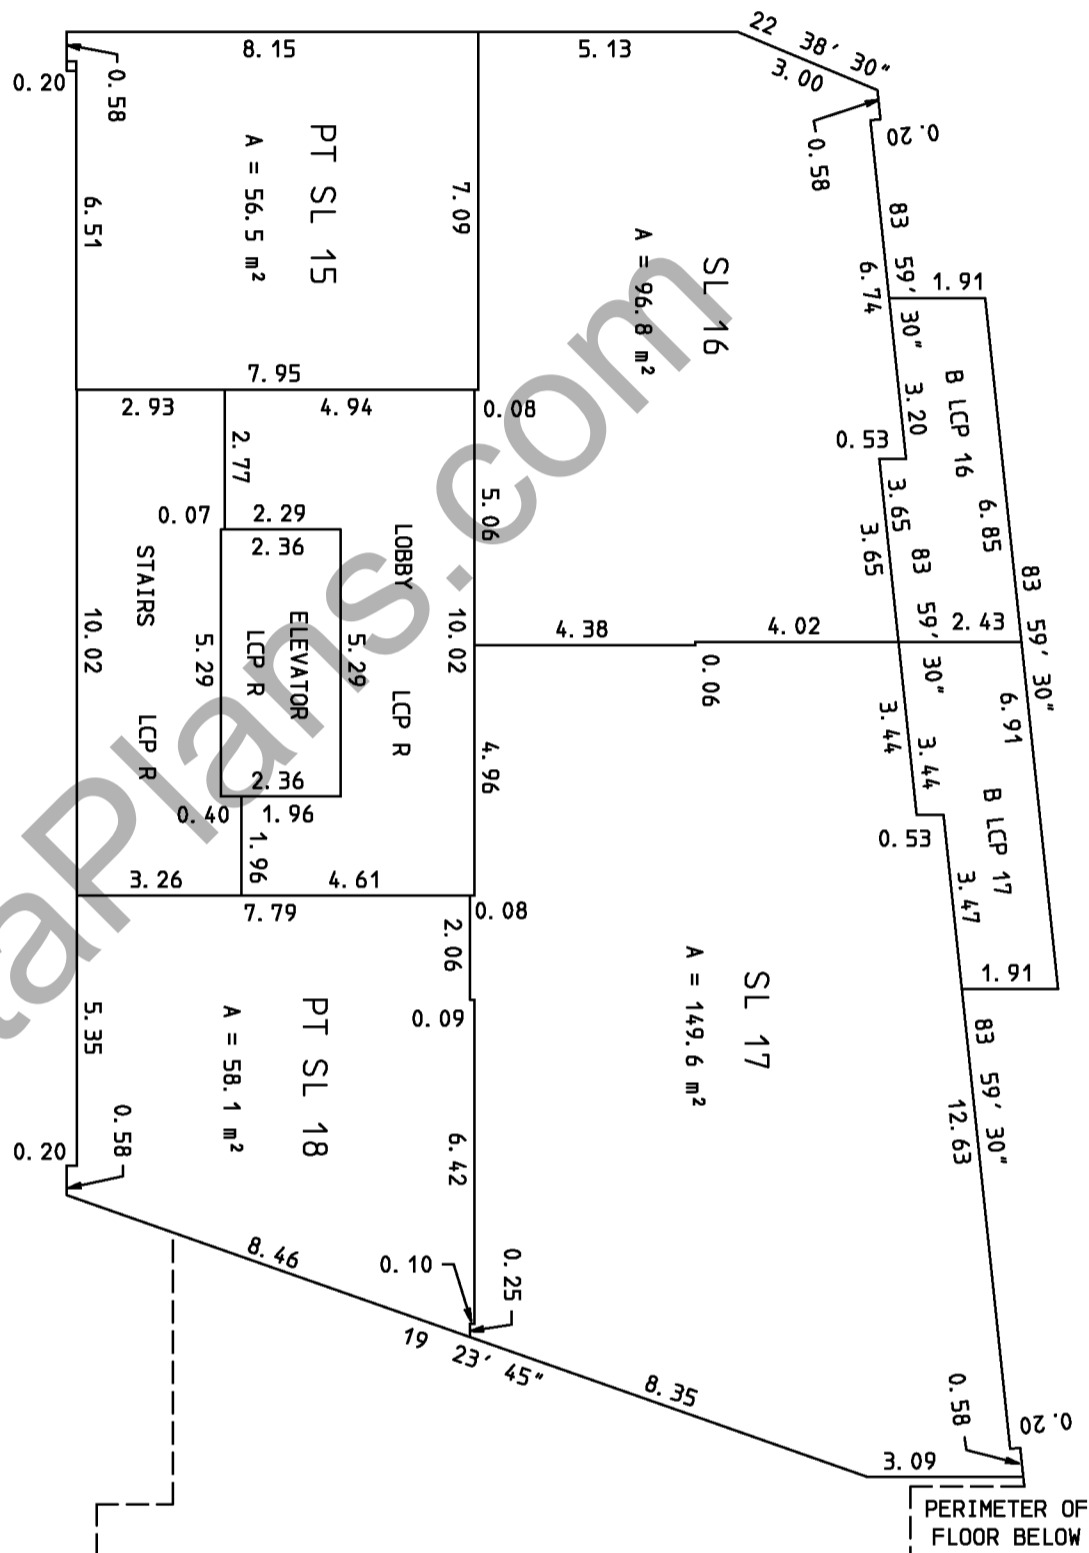 8.15
5.13
22 38' 30"
3.00
0.58
0.20
0.20
0.58
6.51
PT SL 15
A = 56.5 m²
7.09
7.95
SL 16
A = 96.8 m²
83 59' 30"
6.74
3.20
1.91
B LCP 16
6.85
0.53
3.65
3.65
83 59' 30"
83 59' 30"
2.93
4.94
0.08
2.77
0.07
2.29
2.36
5.06
LOBBY
LCP R
STAIRS
LCP R
ELEVATOR
LCP R
5.29
5.29
10.02
10.02
4.38
4.02
0.06
2.43
6.91
3.44
3.44
B LCP 17
0.53
3.47
1.91
4.96
2.36
0.40
1.96
1.96
3.26
4.61
7.79
0.08
2.06
0.09
5.35
PT SL 18
A = 58.1 m²
SL 17
A = 149.6 m²
83 59' 30"
12.63
6.42
0.58
0.20
8.46
0.10
0.25
19 23' 45"
8.35
0.58
0.20
3.09
PERIMETER OF
FLOOR BELOW
taPlans.com